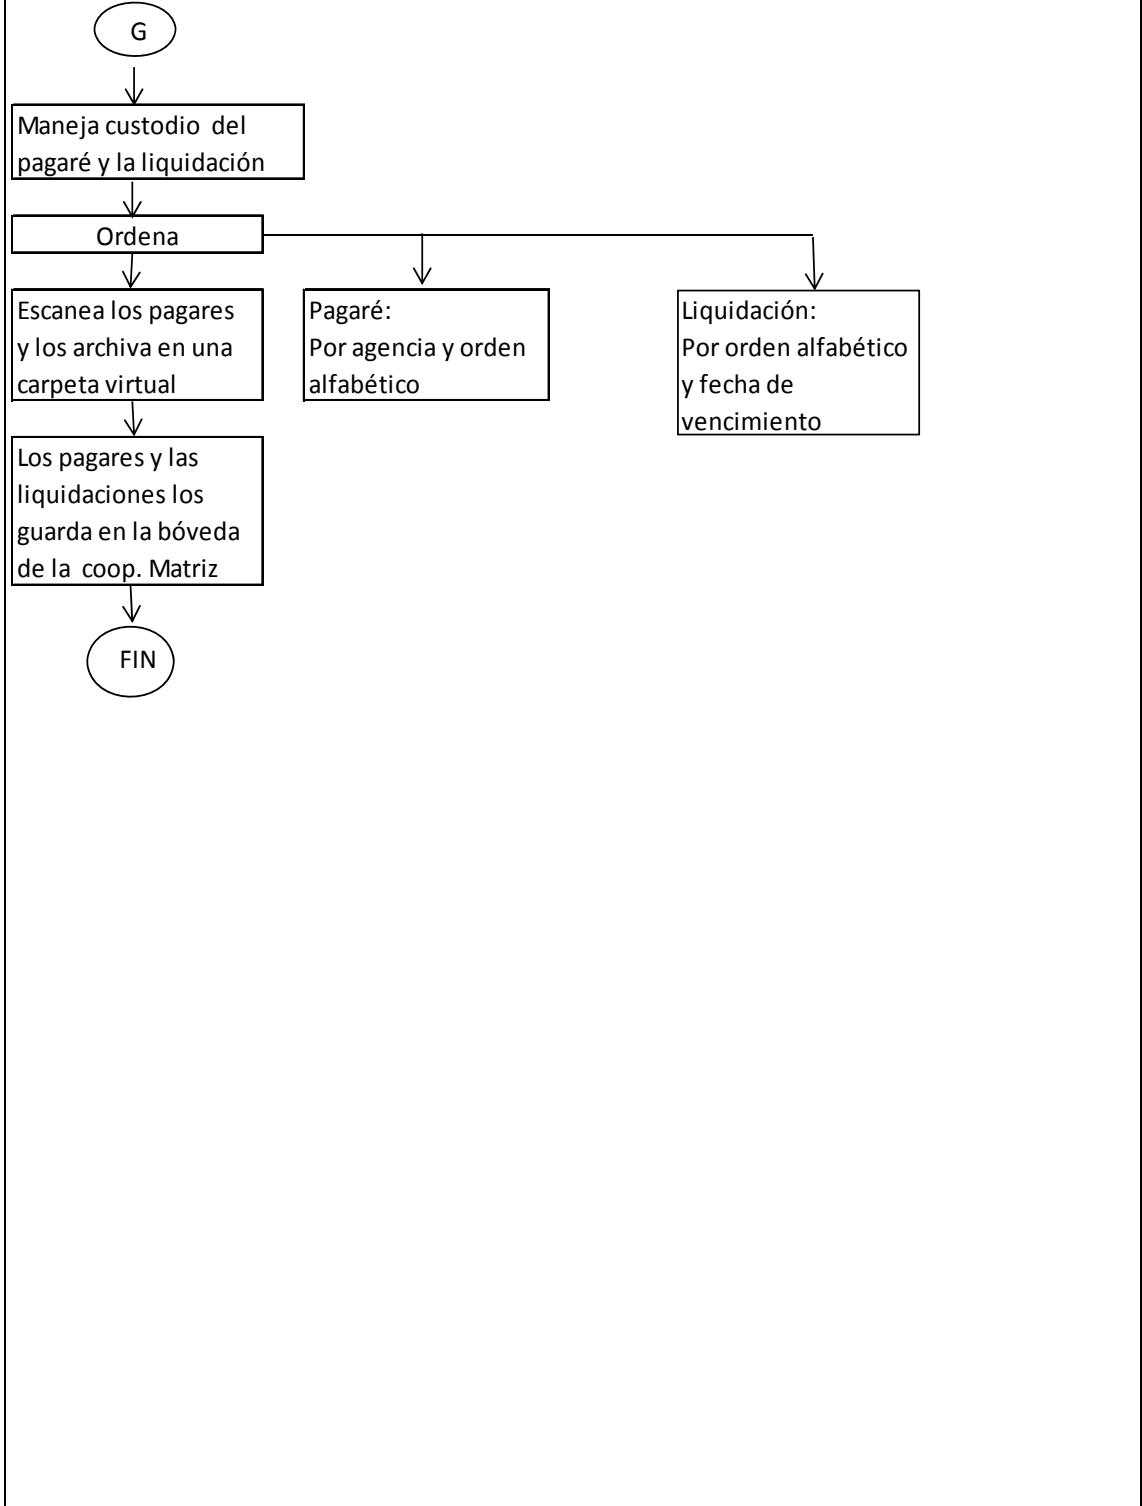 G
Maneja custodio  del
pagaré y la liquidación
Ordena
Escanea los pagares
y los archiva en una
carpeta virtual
Pagaré:
Por agencia y orden
alfabético
Liquidación:
Por orden alfabético
y fecha de
vencimiento
Los pagares y las
liquidaciones los
guarda en la bóveda
de la  coop. Matriz
FIN